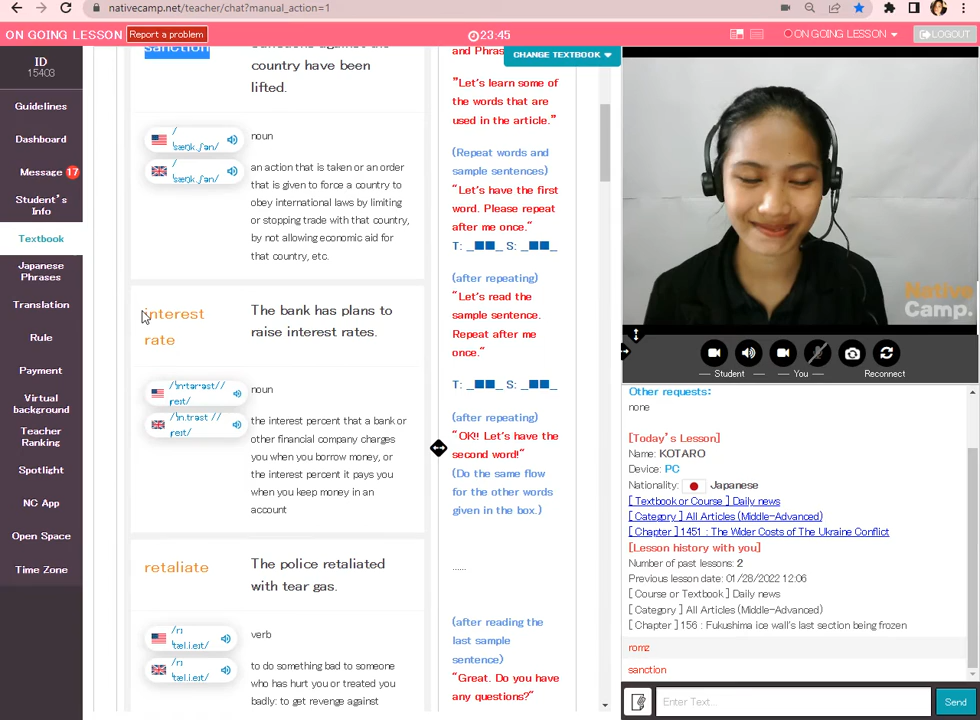 nativecamp.net/teacher/chat?manual_action=1
ON GOING LESSON
Report a problem
23:45
ON GOING LESSON
LOGOUT
ID
15403
Guidelines
Dashboard
Message 17
Student's
Info
Textbook
Japanese
Phrases
Translation
Rule
Payment
Virtual
background
Teacher
Ranking
Spotlight
NC App
Open Space
Time Zone
sanction
country have been
lifted.
noun
an action that is taken or an order
that is given to force a country to
obey international laws by limiting
or stopping trade with that country,
by not allowing economic aid for
that country, etc.
interest
rate
The bank has plans to
raise interest rates.
noun
the interest percent that a bank or
other financial company charges
you when you borrow money, or
the interest percent it pays you
when you keep money in an
account
retaliate
The police retaliated
with tear gas.
verb
to do something bad to someone
who has hurt you or treated you
badly: to get revenge against
CHANGE TEXTBOOK
and Phras
"Let's learn some of
the words that are
used in the article."
(Repeat words and
sample sentences)
"Let's have the first
word. Please repeat
after me once."
T: _■■_ S: _■■_
(after repeating)
"Let's read the
sample sentence.
Repeat after me
once."
T: _■■_ S: _■■_
(after repeating)
"OK!! Let's have the
second word!"
(Do the same flow
for the other words
given in the box.)
......
(after reading the
last sample
sentence)
"Great. Do you have
any questions?"
Native
Camp.
Student
You
Reconnect
Other requests:
none
[Today's Lesson]
Name: KOTARO
Device: PC
Nationality: Japanese
[ Textbook or Course ] Daily news
[ Category ] All Articles (Middle-Advanced)
[ Chapter ] 1451 : The Wider Costs of The Ukraine Conflict
[Lesson history with you]
Number of past lessons: 2
Previous lesson date: 01/28/2022 12:06
[ Course or Textbook ] Daily news
[ Category ] All Articles (Middle-Advanced)
[ Chapter ] 156 : Fukushima ice wall's last section being frozen
romz
sanction
Enter Text...
Send